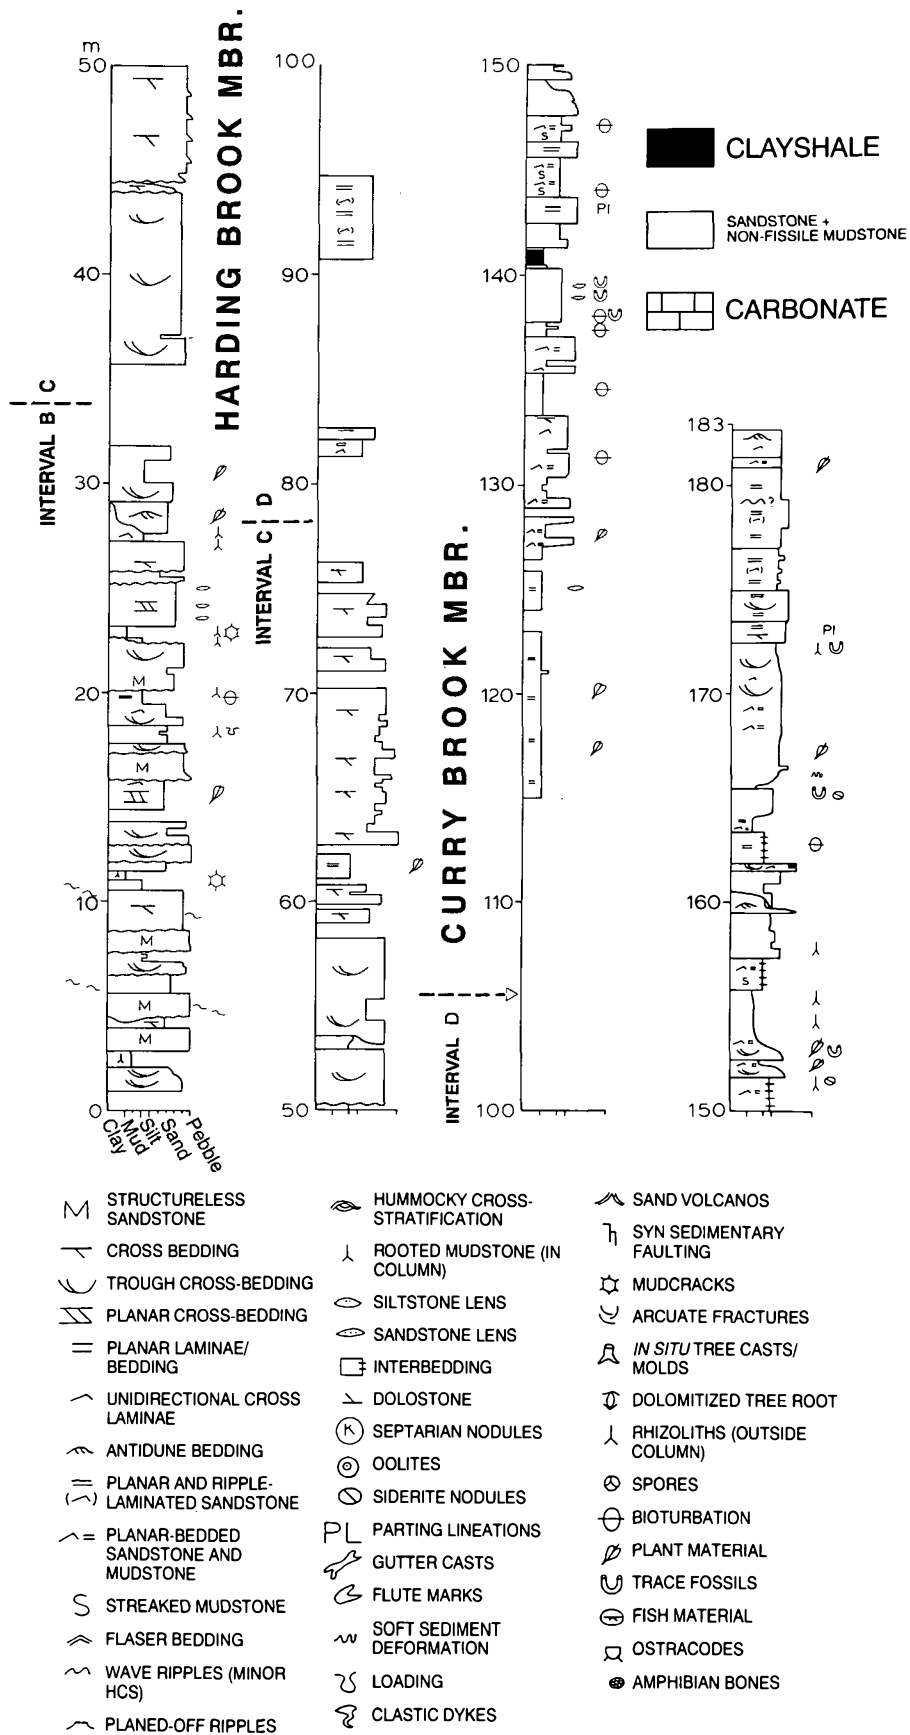 m
50
40
30
20
10
0
Clay
Mud
Silt
Sand
Pebble
HARDING BROOK MBR.
INTERVAL B
C
M
M
M
M
M
100
90
80
70
60
50
INTERVAL C
D
CURRY BROOK MBR.
INTERVAL D
150
140
130
120
110
100
S
S
S
PI
183
180
170
160
150
?
PI
S
CLAYSHALE
SANDSTONE +
NON-FISSILE MUDSTONE
CARBONATE
M STRUCTURELESS
SANDSTONE
CROSS BEDDING
TROUGH CROSS-BEDDING
PLANAR CROSS-BEDDING
PLANAR LAMINAE/
BEDDING
UNIDIRECTIONAL CROSS
LAMINAE
ANTIDUNE BEDDING
PLANAR AND RIPPLE-
LAMINATED SANDSTONE
PLANAR-BEDDED
SANDSTONE AND
MUDSTONE
S STREAKED MUDSTONE
FLASER BEDDING
WAVE RIPPLES (MINOR
HCS)
PLANED-OFF RIPPLES
HUMMOCKY CROSS-
STRATIFICATION
ROOTED MUDSTONE (IN
COLUMN)
SILTSTONE LENS
SANDSTONE LENS
INTERBEDDING
DOLOSTONE
K SEPTARIAN NODULES
OOLITES
SIDERITE NODULES
PL PARTING LINEATIONS
GUTTER CASTS
FLUTE MARKS
SOFT SEDIMENT
DEFORMATION
LOADING
CLASTIC DYKES
SAND VOLCANOS
SYN SEDIMENTARY
FAULTING
MUDCRACKS
ARCUATE FRACTURES
IN SITU TREE CASTS/
MOLDS
DOLOMITIZED TREE ROOT
RHIZOLITHS (OUTSIDE
COLUMN)
SPORES
BIOTURBATION
PLANT MATERIAL
TRACE FOSSILS
FISH MATERIAL
OSTRACODES
AMPHIBIAN BONES